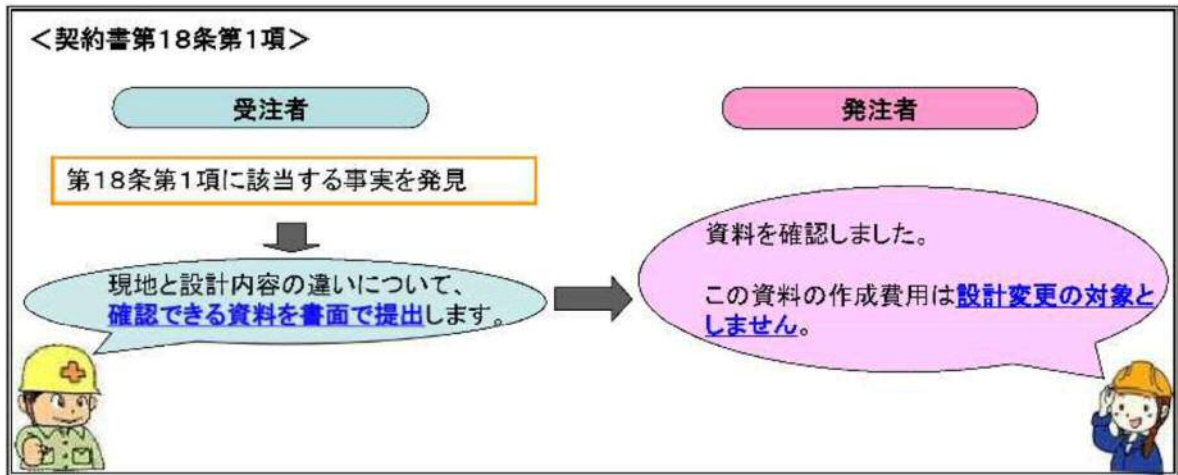 ＜契約書第18条第1項＞
受注者
発注者
第18条第1項に該当する事実を発見
現地と設計内容の違いについて、
確認できる資料を書面で提出します。
資料を確認しました。
この資料の作成費用は設計変更の対象と
しません。